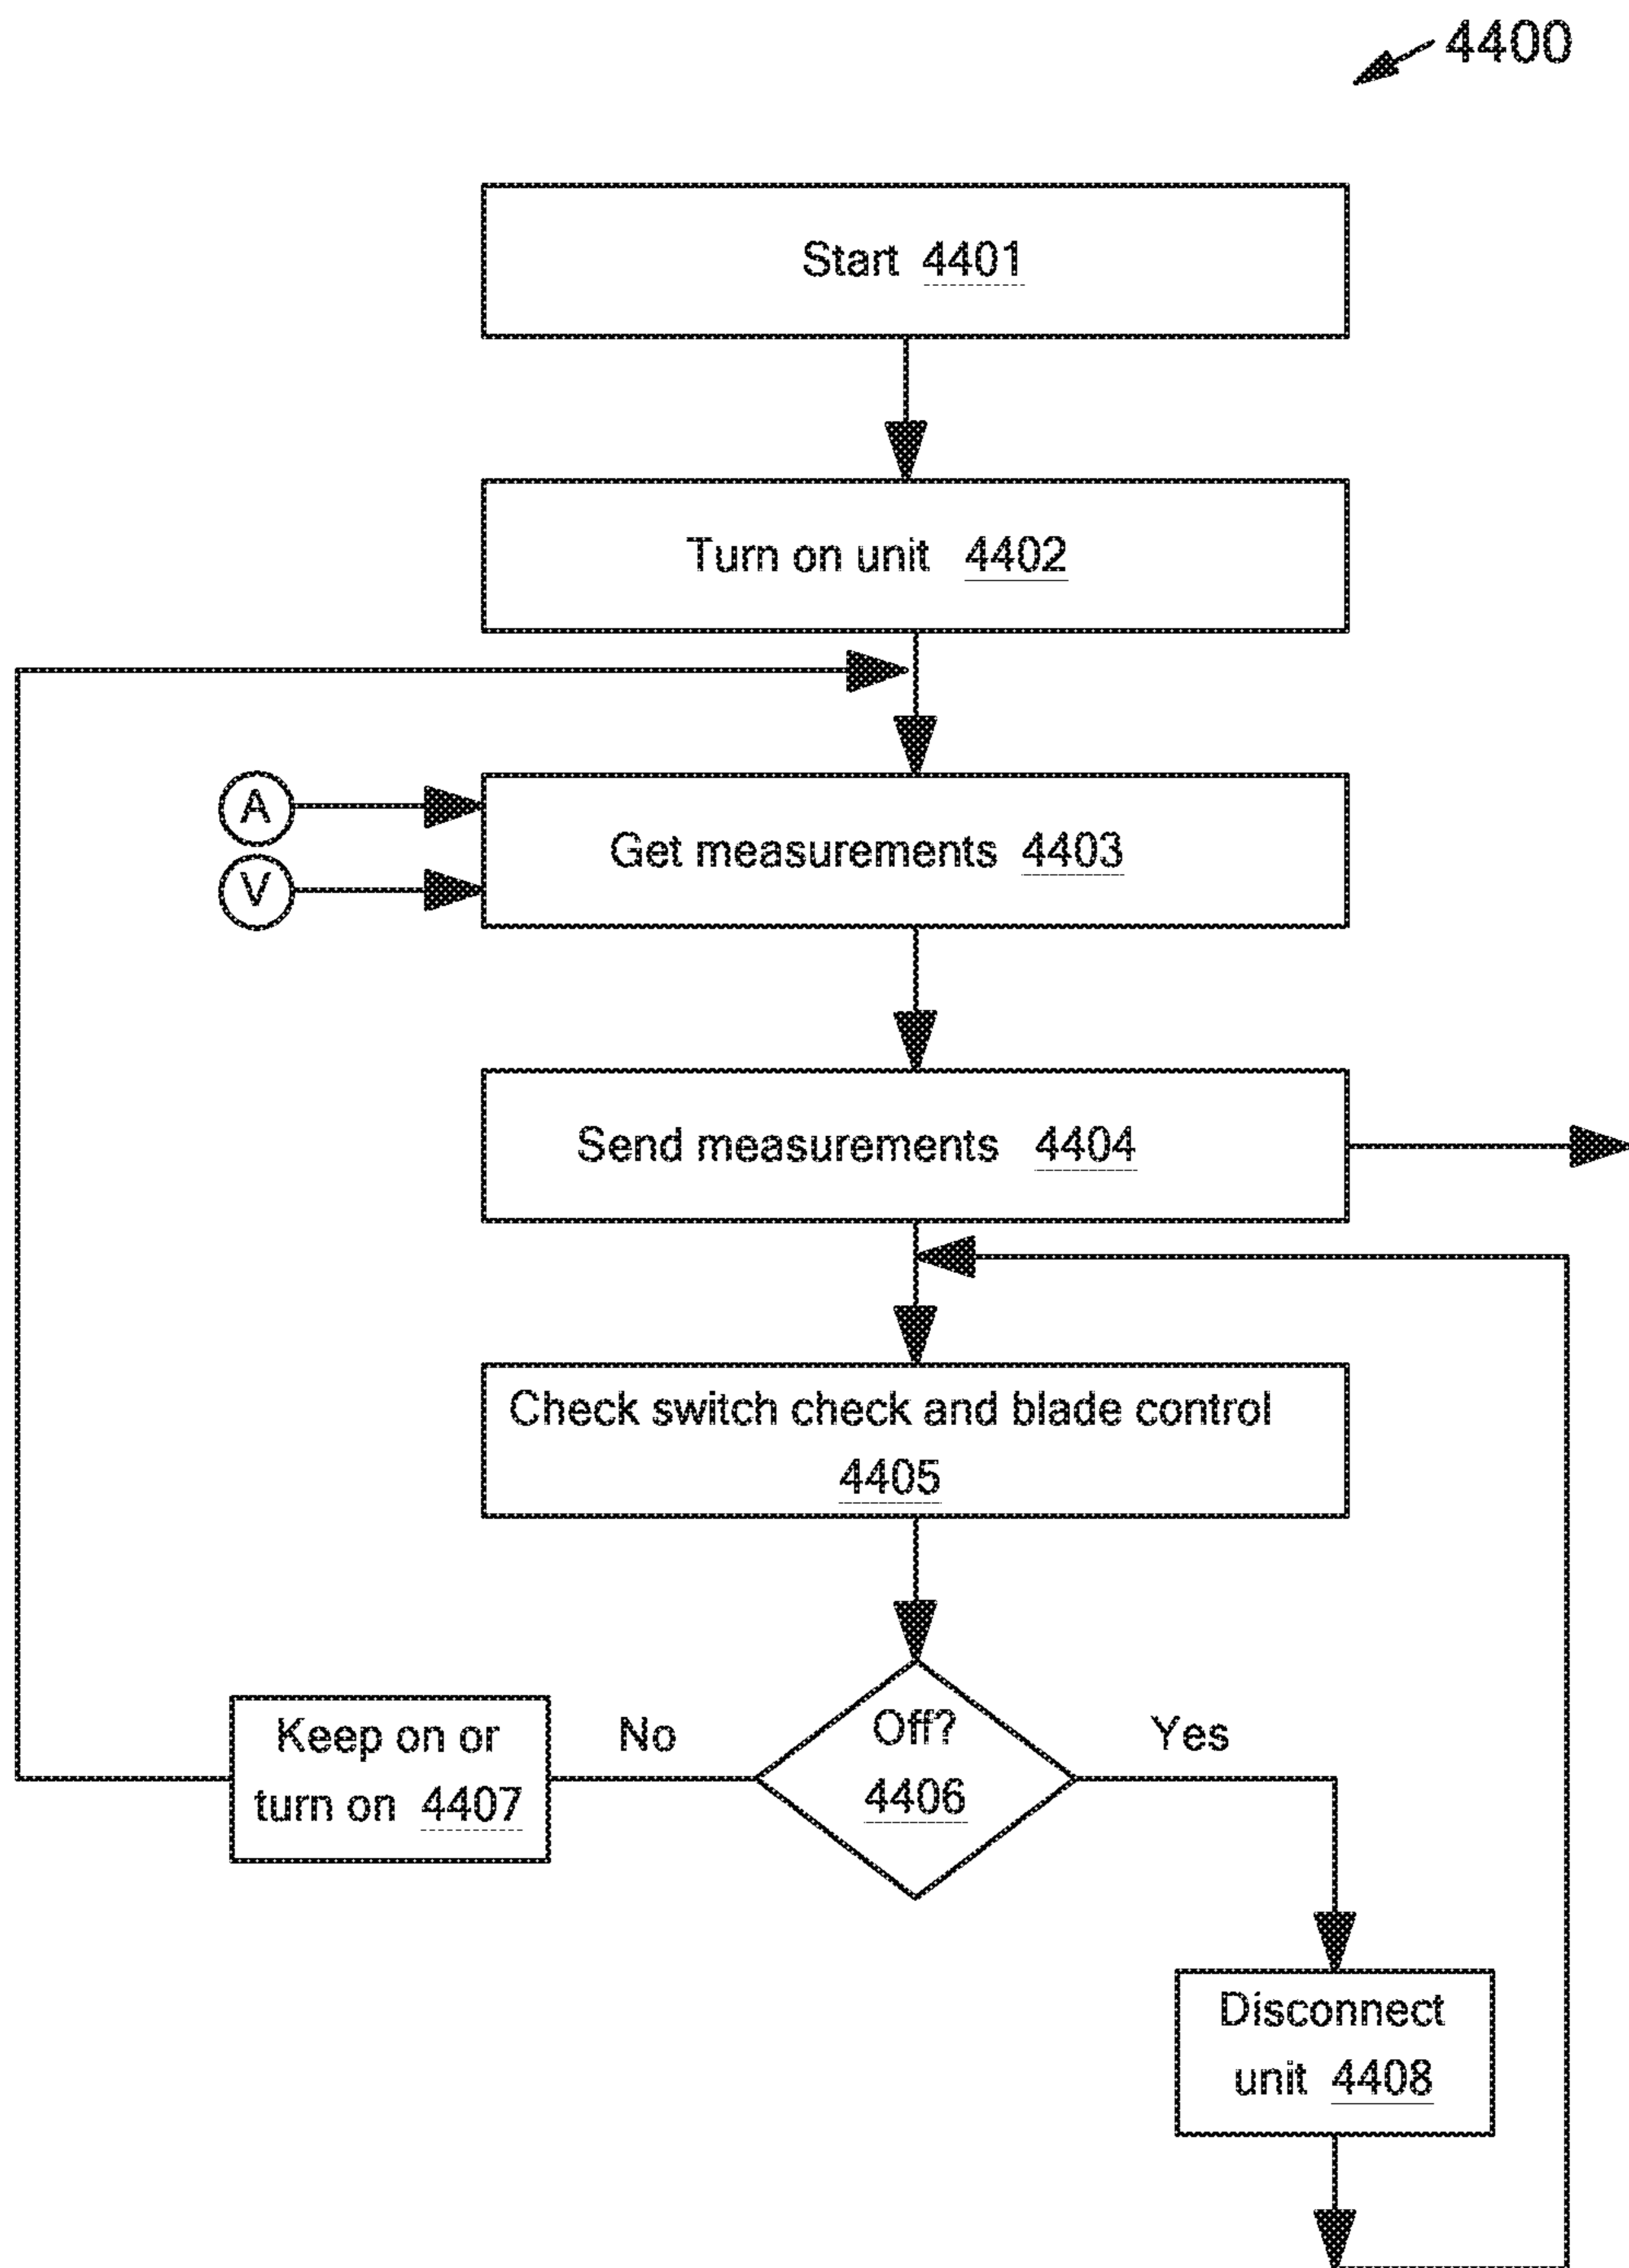 4400
Start 4401
Turn on unit 4402
A
Get measurements 4403
V
Send measurements 4404
Check switch check and blade control
4405
Off?
4406
No
Yes
Keep on or
turn on 4407
Disconnect
unit 4408